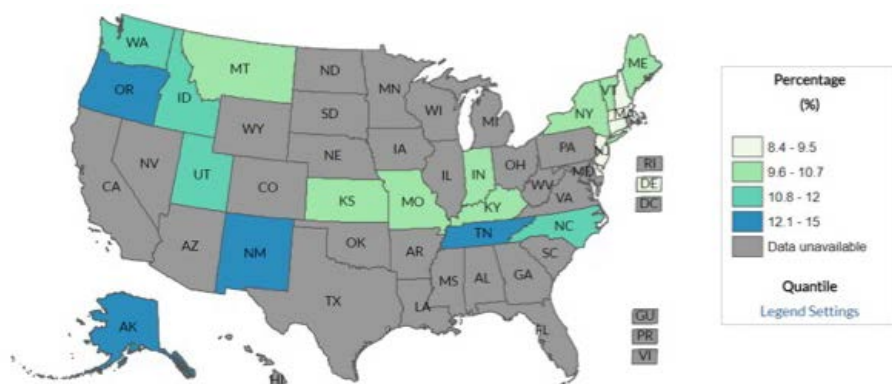 WA
MT
ND
MN
ME
OR
ID
SD
WI
MI
VT
NY
MA
WY
IA
PA
NJ
NE
NV
UT
CO
IL
IN
OH
MD
WV
VA
CA
KS
MO
KY
RI
DE
DC
AZ
NM
OK
AR
TN
NC
SC
MS
AL
GA
TX
LA
FL
AK
HI
GU
PR
VI
Percentage
(%)
8.4 - 9.5
9.6 - 10.7
10.8 - 12
12.1 - 15
Data unavailable
Quantile
Legend Settings